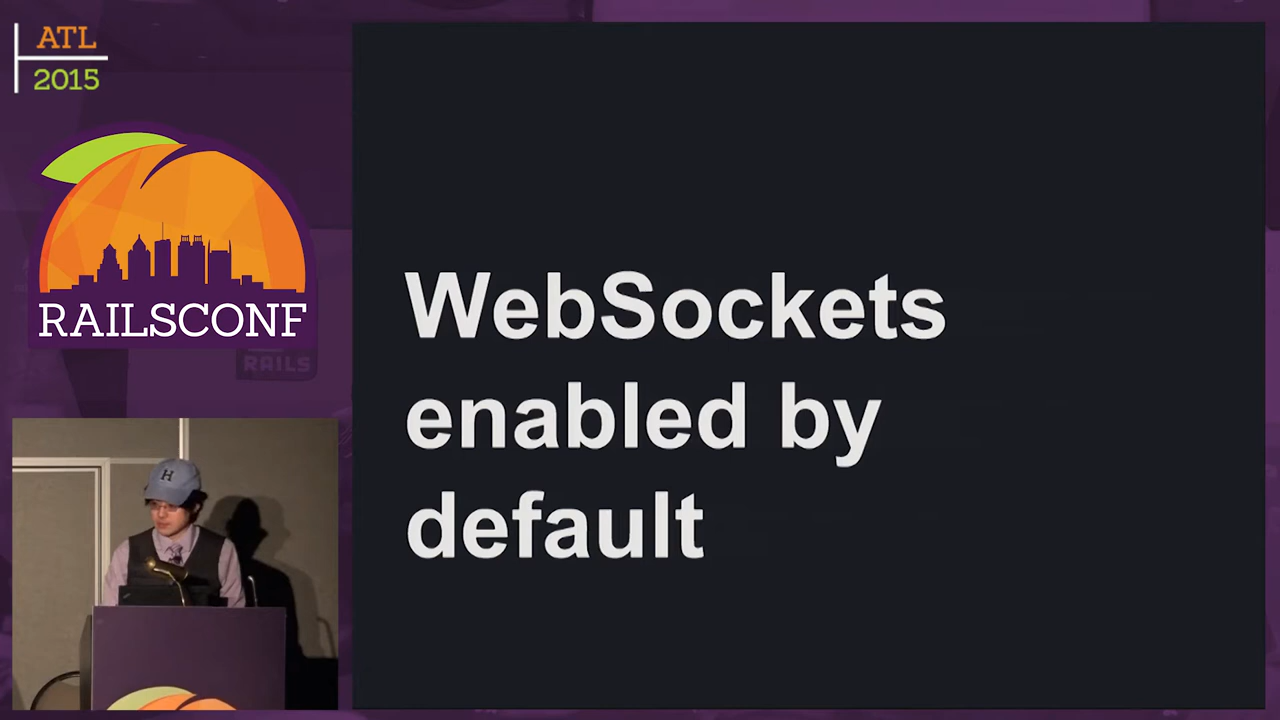 ATL
2015
RAILSCONF
RAILS
H
WebSockets
enabled by
default